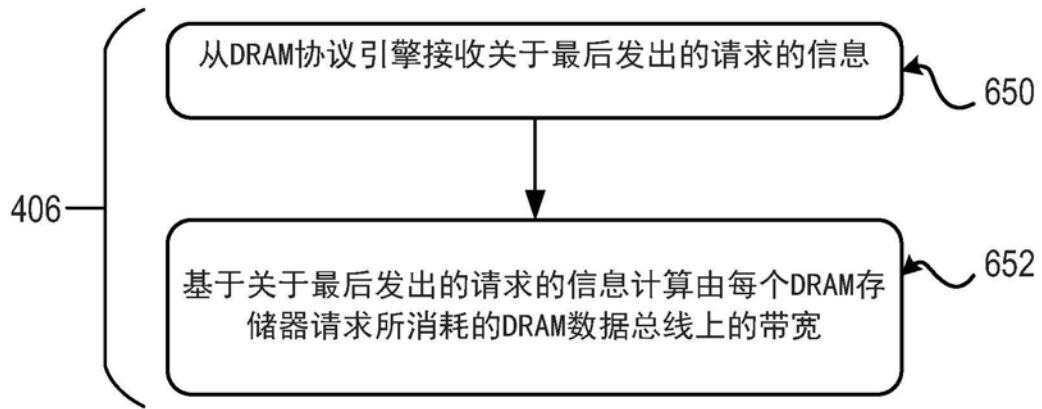 从DRAM协议引擎接收关于最后发出的请求的信息
650
406
652
基于关于最后发出的请求的信息计算由每个DRAM存
储器请求所消耗的DRAM数据总线上的带宽